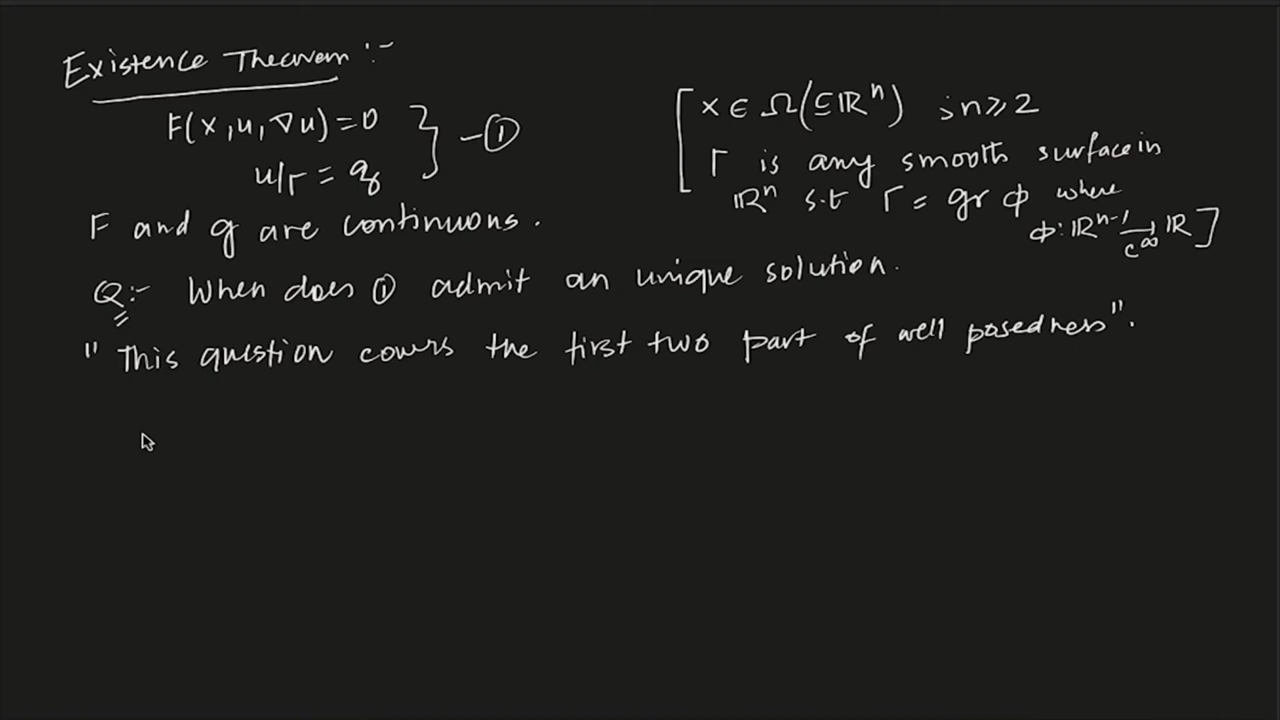 Existence Theorem :-
F(x, u, ∇u) = 0
u/Γ = g } - ①
[ x ∈ Ω(⊆ ℝⁿ) ; n ≥ 2
Γ is any smooth surface in
ℝⁿ s.t Γ = gr ϕ where
ϕ: ℝⁿ⁻¹ → ℝ ]
c^∞
F and g are continuous.
Q:- When does ① admit an unique solution.
" This question covers the first two part of well posedness".